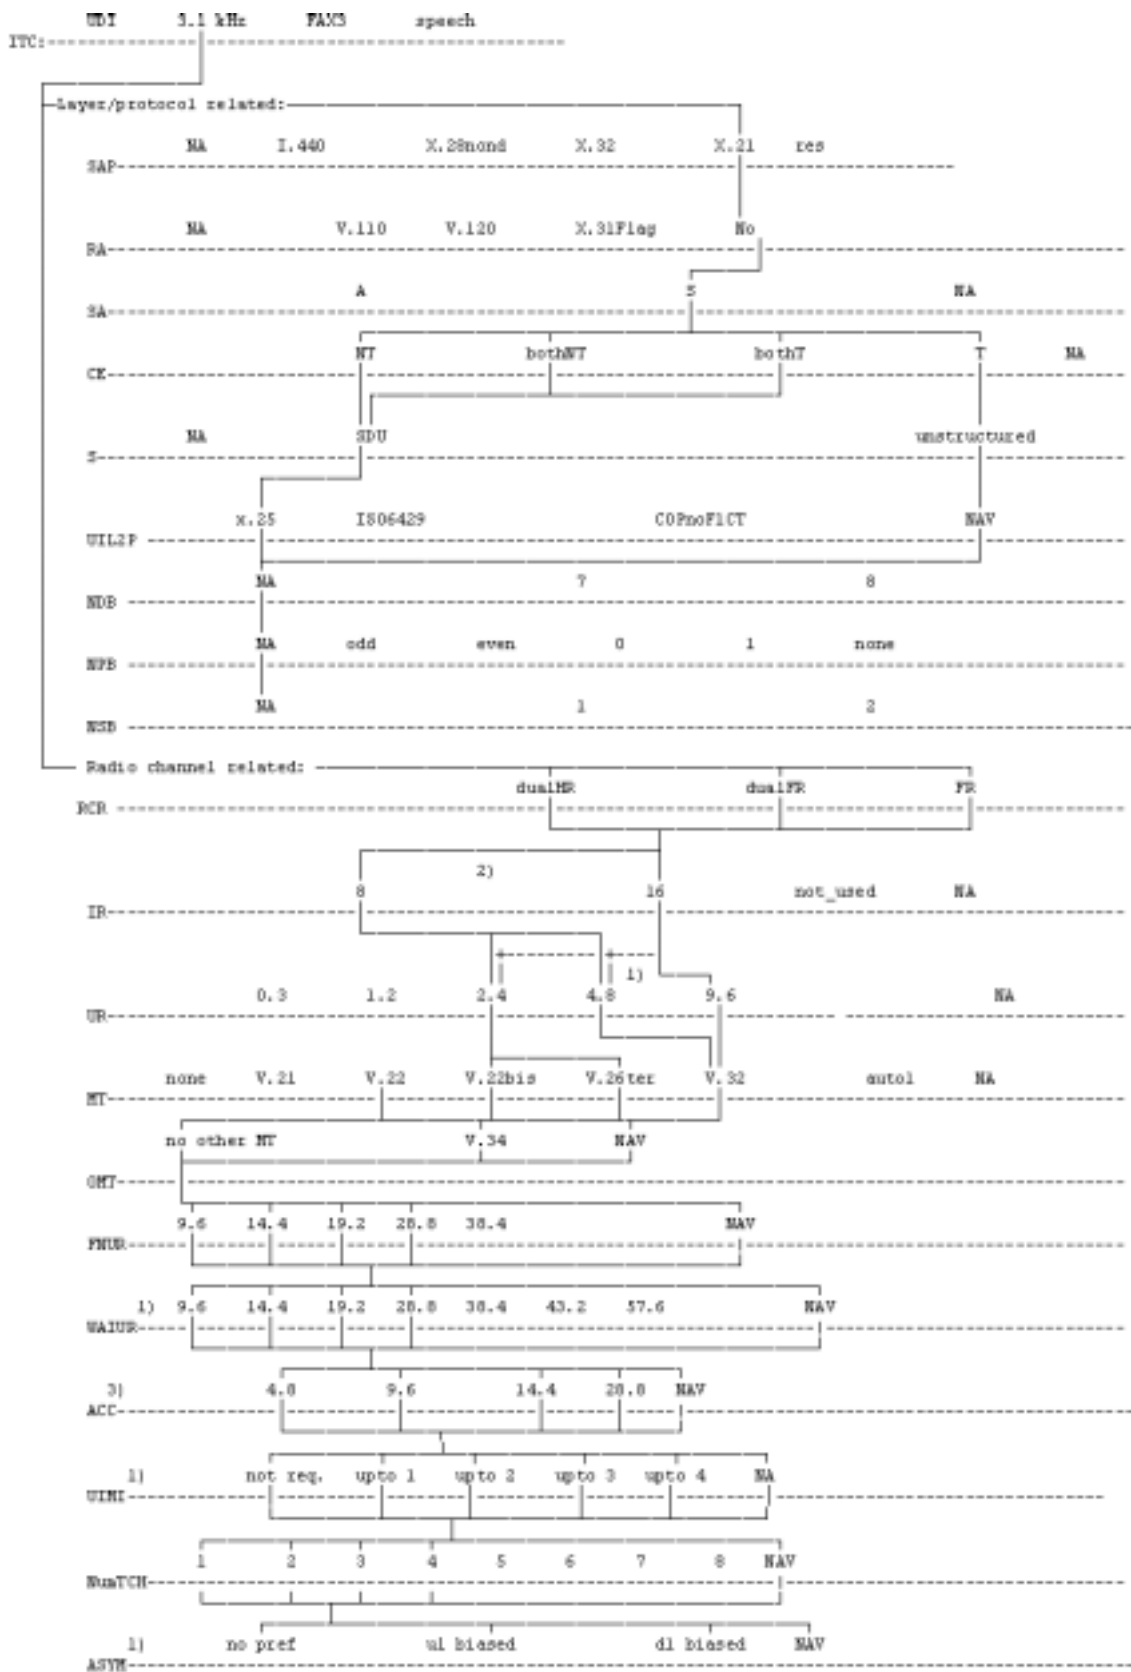 UDI 3.1 kHz FAX3 speech
ITC:
Layer/protocol related:
NA I.440 X.28nond X.32 X.21 res
SAP
NA V.110 V.120 X.31Flag No
RA
A S NA
SA
NT bothNT bothT T NA
CE
NA SDU unstructured
S
x.25 ISO6429 COPnoFlCT NAV
UIL2P
NA 7 8
NDB
NA odd even 0 1 none
NPB
NA 1 2
NSB
Radio channel related:
dualHR dualFR FR
RCR
2)
8 16 not_used NA
IR
1)
0.3 1.2 2.4 4.8 9.6 NA
UR
none V.21 V.22 V.22bis V.26ter V.32 auto1 NA
MT
no other MT V.34 NAV
OMT
9.6 14.4 19.2 28.8 38.4 NAV
FNUR
1) 9.6 14.4 19.2 28.8 38.4 43.2 57.6 NAV
WAIUR
3) 4.8 9.6 14.4 28.8 NAV
ACC
1) not req. upto 1 upto 2 upto 3 upto 4 NA
UIMI
1 2 3 4 5 6 7 8 NAV
NumTCH
1) no pref ul biased dl biased NAV
ASYM